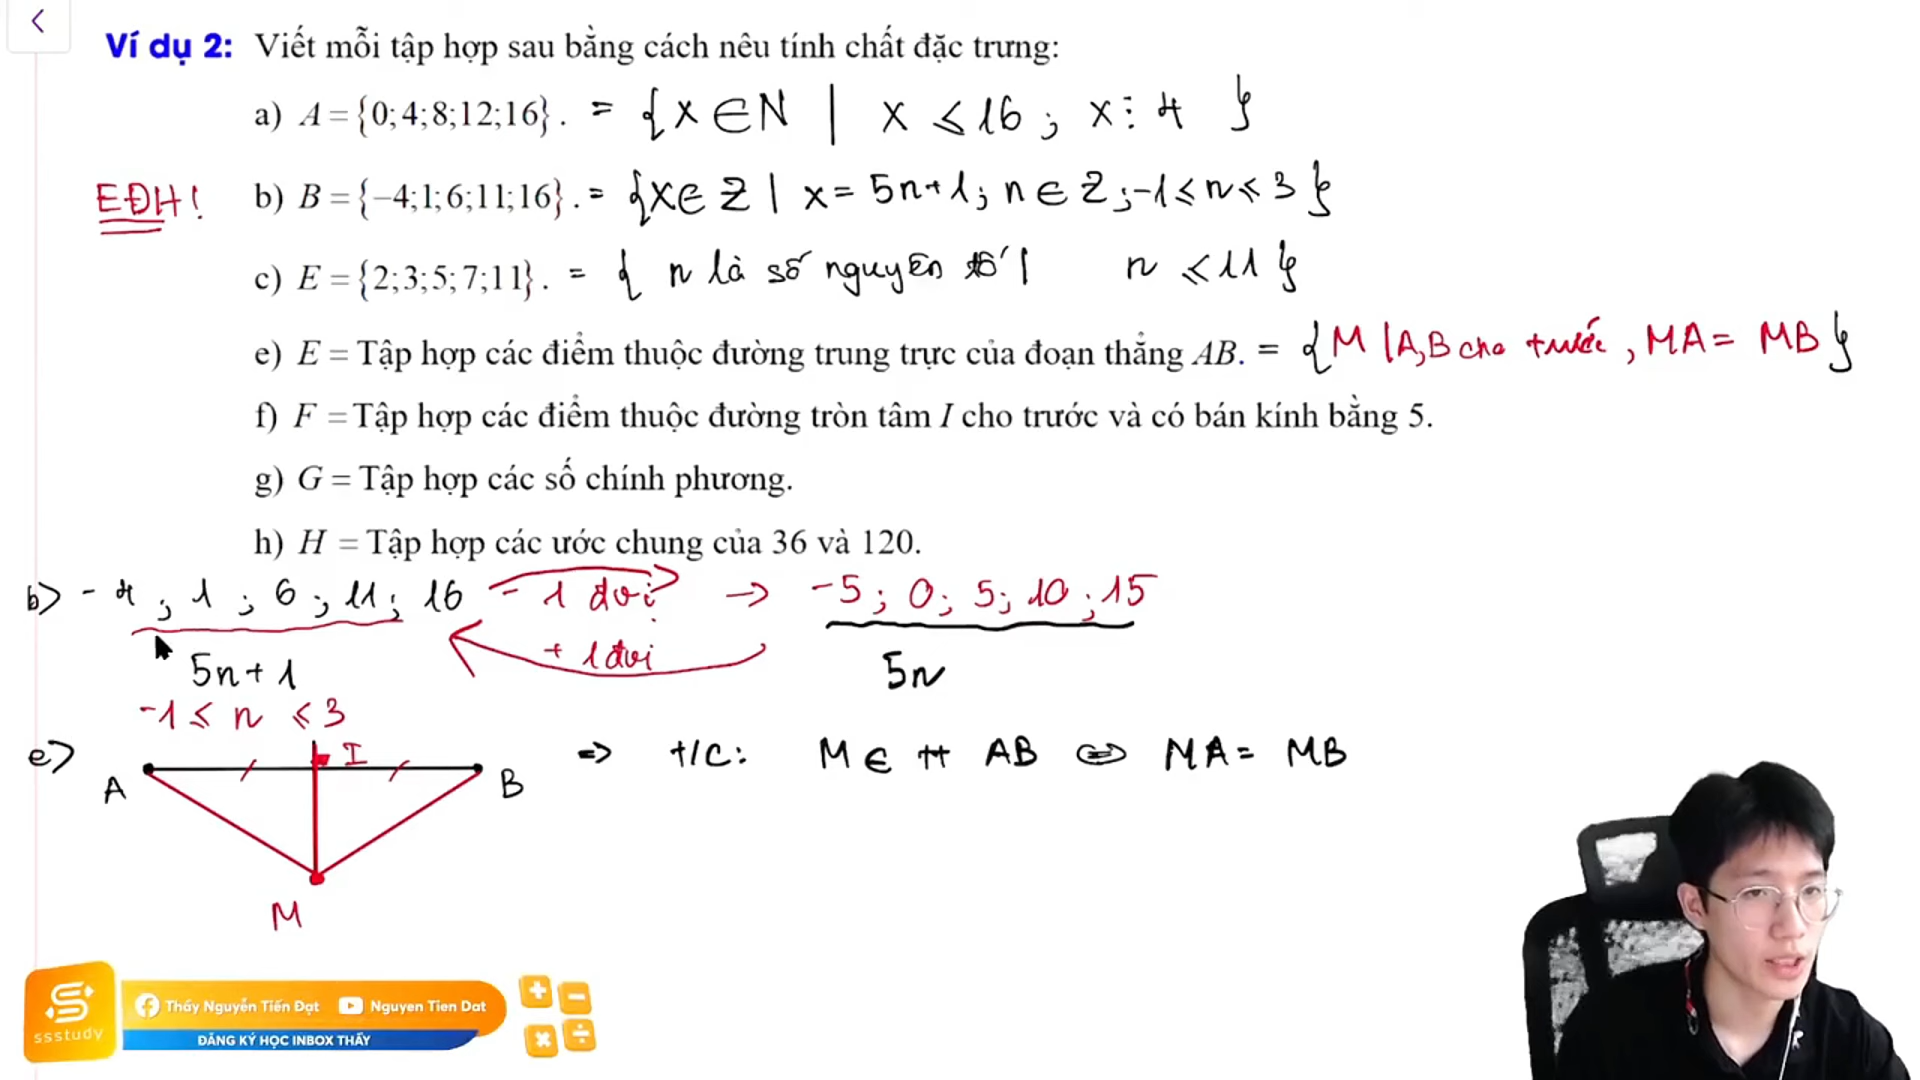 Ví dụ 2: Viết mỗi tập hợp sau bằng cách nêu tính chất đặc trưng:
a) A = {0; 4; 8; 12; 16}. = {x ∈ N | x ≤ 16 ; x ⋮ 4 }
EĐH! b) B = {−4; 1; 6; 11; 16}. = {x ∈ Z | x = 5n+1; n ∈ Z ; -1 ≤ n ≤ 3 }
c) E = {2; 3; 5; 7; 11}. = { n là số nguyên tố | n ≤ 11 }
e) E = Tập hợp các điểm thuộc đường trung trực của đoạn thẳng AB. = {M | A,B cho trước , MA = MB }
f) F = Tập hợp các điểm thuộc đường tròn tâm I cho trước và có bán kính bằng 5.
g) G = Tập hợp các số chính phương.
h) H = Tập hợp các ước chung của 36 và 120.
b) -4 ; 1 ; 6 ; 11 ; 16 - 1 đvi → -5 ; 0 ; 5 ; 10 ; 15
+ 1 đvi
5n + 1 5n
-1 ≤ n ≤ 3
e) A I B => t/c: M ∈ tt AB ⇔ MA = MB
M
ssstudy
Thầy Nguyễn Tiến Đạt Nguyen Tien Dat
ĐĂNG KÝ HỌC INBOX THẦY